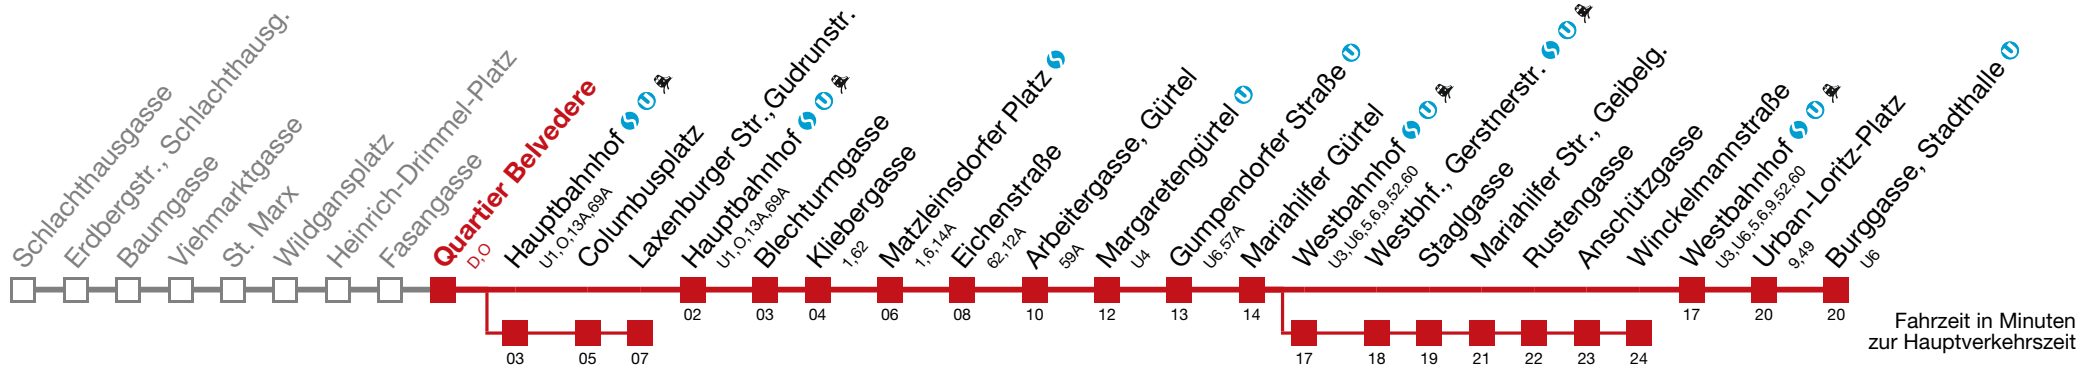 Schlachthausgasse
Erdbergstr., Schlachthausg.
Baumgasse
Viehmarktgasse
St. Marx
Wildgansplatz
Heinrich-Drimmel-Platz
Fasangasse
Quartier Belvedere
D,O
Hauptbahnhof
U1,O,13A,69A
Columbusplatz
Laxenburger Str.,Gudrunstr.
Hauptbahnhof
U1,O,13A,69A
Blechturmgasse
Kliebergasse
1,62
Matzleinsdorfer Platz
1,6,14A
Eichenstraße
62,12A
Arbeitergasse, Gürtel
59A
Margaretengürtel
U4
Gumpendorfer Straße
U6,57A
Mariahilfer Gürtel
Westbahnhof
U3,U6,5,6,9,52,60
Westbhf., Gerstnerstr.
Staglgasse
Mariahilfer Str., Geibelg.
Rustengasse
Anschützgasse
Winckelmannstraße
Westbahnhof
U3,U6,5,6,9,52,60
Urban-Loritz-Platz
9,49
Burggasse, Stadthalle
U6
02 03 04 06 08 10 12 13 14 17 20 20
03 05 07 17 18 19 21 22 23 24
Fahrzeit in Minuten
zur Hauptverkehrszeit